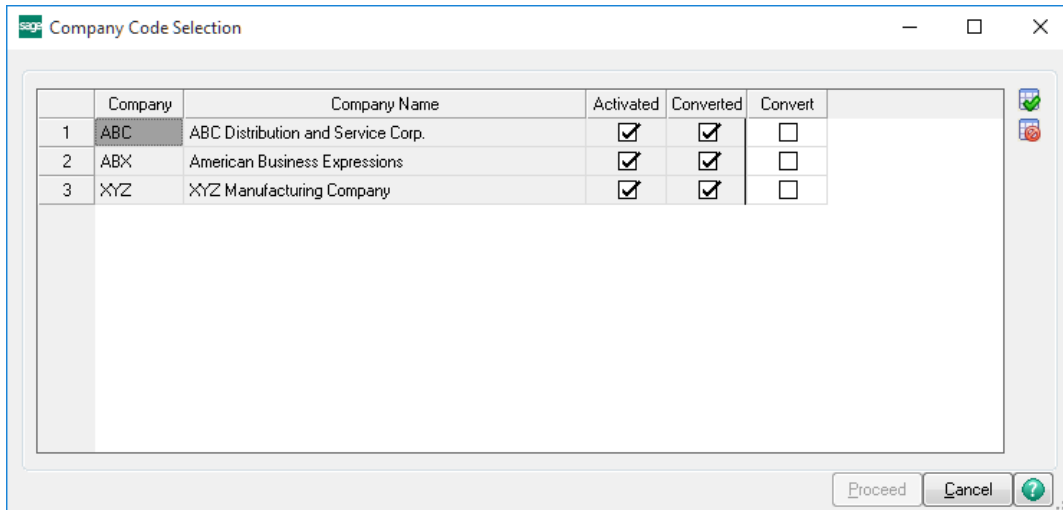 sage Company Code Selection
Company Company Name Activated Converted Convert
1 ABC ABC Distribution and Service Corp.
2 ABX American Business Expressions
3 XYZ XYZ Manufacturing Company
Proceed Cancel ?